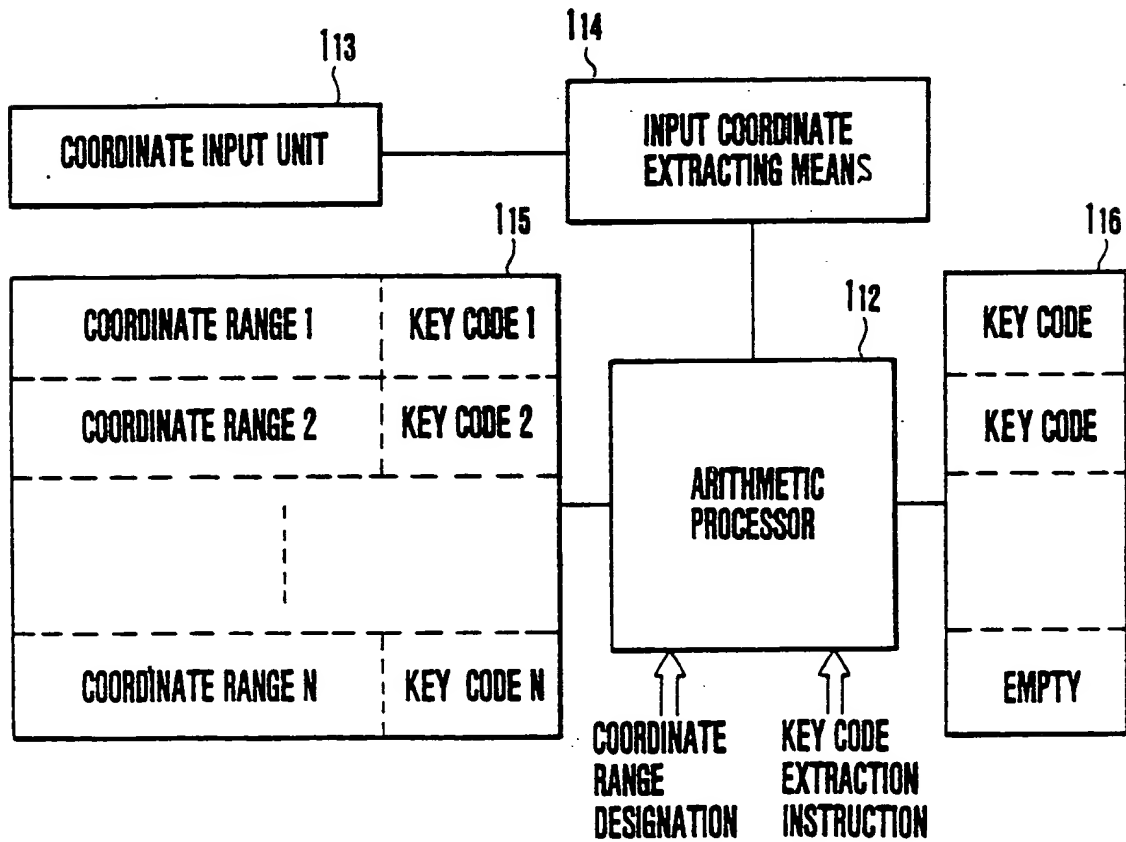 113
114
COORDINATE INPUT UNIT
INPUT COORDINATE
EXTRACTING MEANS
115
116
COORDINATE RANGE 1
KEY CODE 1
112
KEY CODE
COORDINATE RANGE 2
KEY CODE 2
KEY CODE
ARITHMETIC
PROCESSOR
COORDINATE RANGE N
KEY CODE N
EMPTY
COORDINATE
RANGE
DESIGNATION
KEY CODE
EXTRACTION
INSTRUCTION